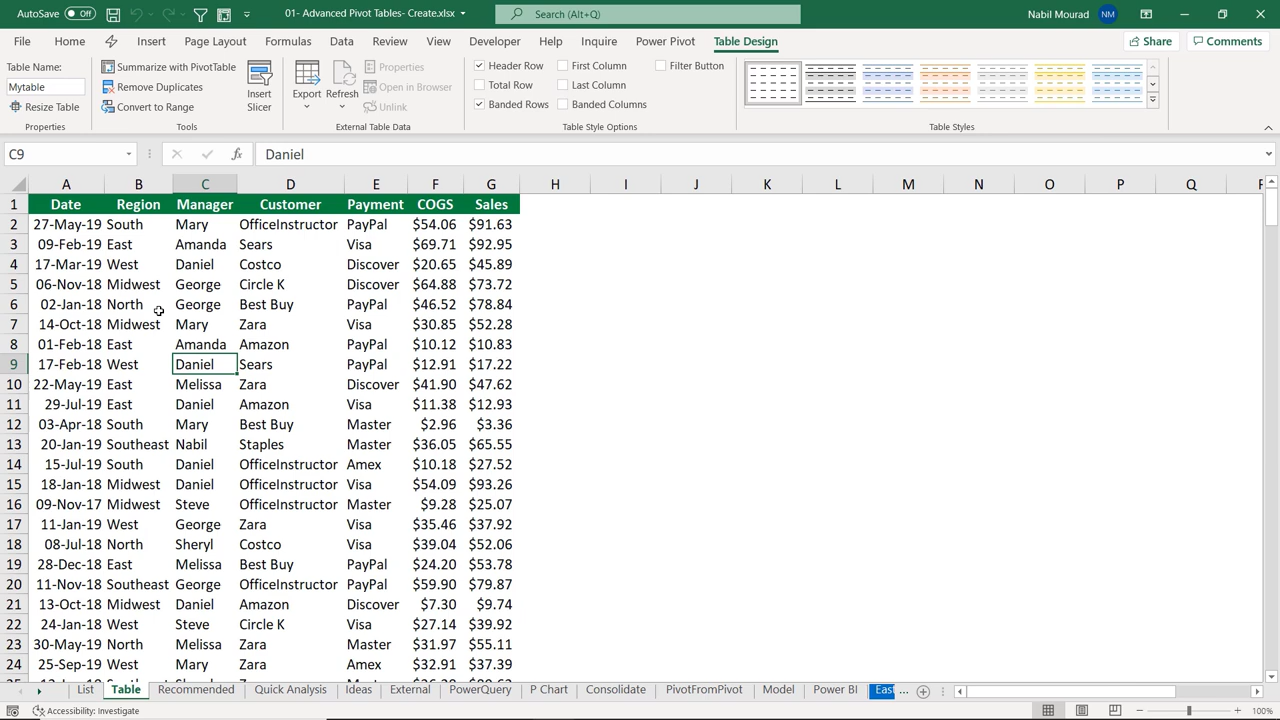 AutoSave Off 01- Advanced Pivot Tables- Create.xlsx Search (Alt+Q) Nabil Mourad NM
File Home Insert Page Layout Formulas Data Review View Developer Help Inquire Power Pivot Table Design Share Comments
Table Name:
Mytable
Resize Table
Properties
Summarize with PivotTable
Remove Duplicates
Convert to Range
Insert
Slicer
Tools
Export
Refresh
Properties
Open in Browser
Unlink
External Table Data
Header Row First Column Filter Button
Total Row Last Column
Banded Rows Banded Columns
Table Style Options
Table Styles
C9 fx Daniel
A B C D E F G H I J K L M N O P Q
1 Date Region Manager Customer Payment COGS Sales
2 27-May-19 South Mary OfficeInstructor PayPal $54.06 $91.63
3 09-Feb-19 East Amanda Sears Visa $69.71 $92.95
4 17-Mar-19 West Daniel Costco Discover $20.65 $45.89
5 06-Nov-18 Midwest George Circle K Discover $64.88 $73.72
6 02-Jan-18 North George Best Buy PayPal $46.52 $78.84
7 14-Oct-18 Midwest Mary Zara Visa $30.85 $52.28
8 01-Feb-18 East Amanda Amazon PayPal $10.12 $10.83
9 17-Feb-18 West Daniel Sears PayPal $12.91 $17.22
10 22-May-19 East Melissa Zara Discover $41.90 $47.62
11 29-Jul-19 East Daniel Amazon Visa $11.38 $12.93
12 03-Apr-18 South Mary Best Buy Master $2.96 $3.36
13 20-Jan-19 Southeast Nabil Staples Master $36.05 $65.55
14 15-Jul-19 South Daniel OfficeInstructor Amex $10.18 $27.52
15 18-Jan-18 Midwest Daniel OfficeInstructor Visa $54.09 $93.26
16 09-Nov-17 Midwest Steve OfficeInstructor Master $9.28 $25.07
17 11-Jan-19 West George Zara Visa $35.46 $37.92
18 08-Jul-18 North Sheryl Costco Visa $39.04 $52.06
19 28-Dec-18 East Melissa Best Buy PayPal $24.20 $53.78
20 11-Nov-18 Southeast George OfficeInstructor PayPal $59.90 $79.87
21 13-Oct-18 Midwest Daniel Amazon Discover $7.30 $9.74
22 24-Jan-18 West Steve Circle K Visa $27.14 $39.92
23 30-May-19 North Melissa Zara Master $31.97 $55.11
24 25-Sep-19 West Mary Zara Amex $32.91 $37.39
List Table Recommended Quick Analysis Ideas External PowerQuery P Chart Consolidate PivotFromPivot Model Power BI East ...
Accessibility: Investigate 100%